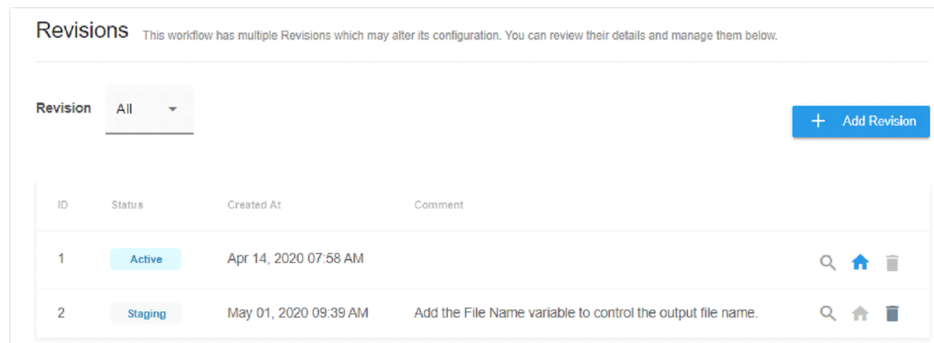 Revisions This workflow has multiple Revisions which may alter its configuration. You can review their details and manage them below.
Revision All
+ Add Revision
ID Status Created At Comment
1 Active Apr 14, 2020 07:58 AM
2 Staging May 01, 2020 09:39 AM Add the File Name variable to control the output file name.